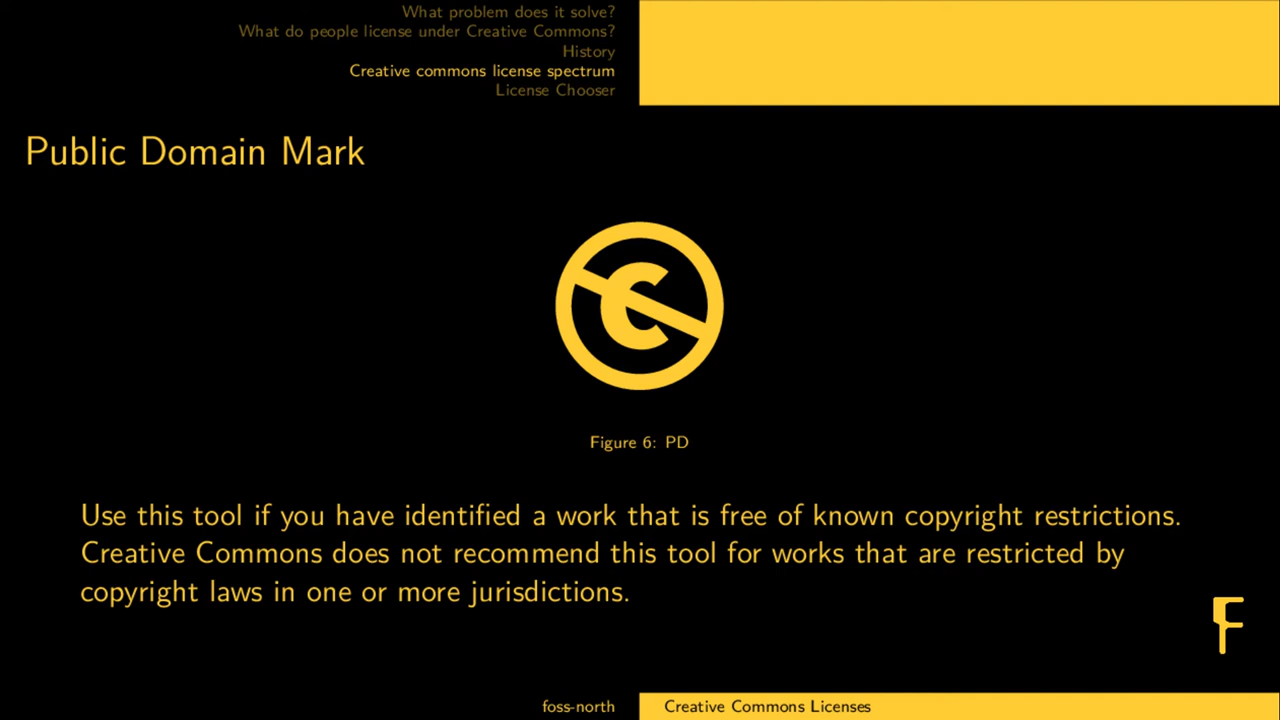 What problem does it solve?
What do people license under Creative Commons?
History
Creative commons license spectrum
License Chooser
Public Domain Mark
Figure 6: PD
Use this tool if you have identified a work that is free of known copyright restrictions.
Creative Commons does not recommend this tool for works that are restricted by
copyright laws in one or more jurisdictions.
foss-north
Creative Commons Licenses